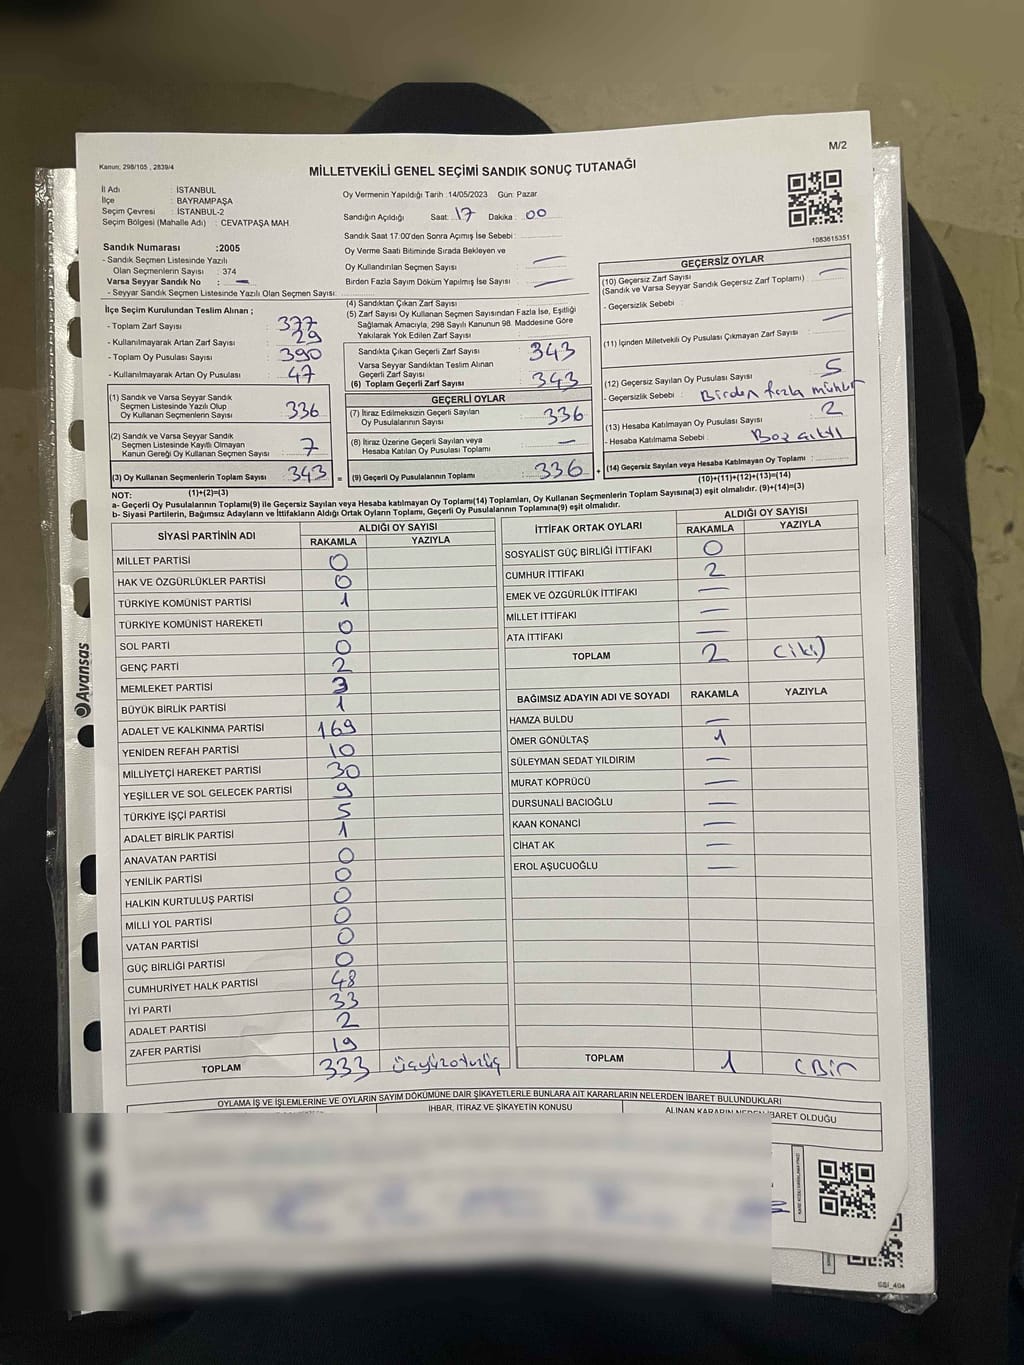 M/2
Kanun: 298/105 , 2839/4
MİLLETVEKİLİ GENEL SEÇİMİ SANDIK SONUÇ TUTANAĞI
İl Adı : İSTANBUL
İlçe : BAYRAMPAŞA
Seçim Çevresi : İSTANBUL-2
Seçim Bölgesi (Mahalle Adı) : CEVATPAŞA MAH.
Oy Vermenin Yapıldığı Tarih :14/05/2023 Gün: Pazar
Sandığın Açıldığı Saat: 17 Dakika : 00
Sandık Saat 17:00'den Sonra Açımış İse Sebebi :
Oy Verme Saati Bitiminde Sırada Bekleyen ve
Oy Kullandırılan Seçmen Sayısı : —
Birden Fazla Sayım Döküm Yapılmış İse Sayısı : —
1083615351
Sandık Numarası :2005
- Sandık Seçmen Listesinde Yazılı
Olan Seçmenlerin Sayısı : 374
Varsa Seyyar Sandık No : —
- Seyyar Sandık Seçmen Listesinde Yazılı Olan Seçmen Sayısı:
İlçe Seçim Kurulundan Teslim Alınan ;
- Toplam Zarf Sayısı : 377
- Kullanılmayarak Artan Zarf Sayısı : 29
- Toplam Oy Pusulası Sayısı : 390
- Kullanılmayarak Artan Oy Pusulası : 47
(1) Sandık ve Varsa Seyyar Sandık
Seçmen Listesinde Yazılı Olup
Oy Kullanan Seçmenlerin Sayısı : 336
(2) Sandık ve Varsa Seyyar Sandık
Seçmen Listesinde Kayıtlı Olmayan
Kanun Gereği Oy Kullanan Seçmen Sayısı : 7
(3) Oy Kullanan Seçmenlerin Toplam Sayısı : 343
(1)+(2)=(3)
(4) Sandıktan Çıkan Zarf Sayısı :
(5) Zarf Sayısı Oy Kullanan Seçmen Sayısından Fazla İse, Eşitliği
Sağlamak Amacıyla, 298 Sayılı Kanunun 98. Maddesine Göre
Yakılarak Yok Edilen Zarf Sayısı :
Sandıkta Çıkan Geçerli Zarf Sayısı : 343
Varsa Seyyar Sandıktan Teslim Alınan
Geçerli Zarf Sayısı :
(6) Toplam Geçerli Zarf Sayısı : 343
GEÇERLİ OYLAR
(7) İtiraz Edilmeksizin Geçerli Sayılan
Oy Pusulalarının Sayısı : 336
(8) İtiraz Üzerine Geçerli Sayılan veya
Hesaba Katılan Oy Pusulası Toplamı : —
= (9) Geçerli Oy Pusulalarının Toplamı : 336 +
GEÇERSİZ OYLAR
(10) Geçersiz Zarf Sayısı : —
(Sandık ve Varsa Seyyar Sandık Geçersiz Zarf Toplamı)
- Geçersizlik Sebebi :
(11) İçinden Milletvekili Oy Pusulası Çıkmayan Zarf Sayısı : —
(12) Geçersiz Sayılan Oy Pusulası Sayısı : 5
- Geçersizlik Sebebi : Birden fazla mühür
(13) Hesaba Katılmayan Oy Pusulası Sayısı : 2
- Hesaba Katılmama Sebebi : Boş
(14) Geçersiz Sayılan veya Hesaba Katılmayan Oy Toplamı :
(10)+(11)+(12)+(13)=(14)
NOT:
a- Geçerli Oy Pusulalarının Toplamı(9) ile Geçersiz Sayılan veya Hesaba katılmayan Oy Toplamı(14) Toplamları, Oy Kullanan Seçmenlerin Toplam Sayısına(3) eşit olmalıdır. (9)+(14)=(3)
b- Siyasi Partilerin, Bağımsız Adayların ve İttifakların Aldığı Ortak Oyların Toplamı, Geçerli Oy Pusulalarının Toplamına(9) eşit olmalıdır.
SİYASİ PARTİNİN ADI
ALDIĞI OY SAYISI
RAKAMLA YAZIYLA
MİLLET PARTİSİ 0
HAK VE ÖZGÜRLÜKLER PARTİSİ 0
TÜRKİYE KOMÜNİST PARTİSİ 1
TÜRKİYE KOMÜNİST HAREKETİ 0
SOL PARTİ 0
GENÇ PARTİ 2
MEMLEKET PARTİSİ 3
BÜYÜK BİRLİK PARTİSİ 1
ADALET VE KALKINMA PARTİSİ 169
YENİDEN REFAH PARTİSİ 10
MİLLİYETÇİ HAREKET PARTİSİ 30
YEŞİLLER VE SOL GELECEK PARTİSİ 9
TÜRKİYE İŞÇİ PARTİSİ 5
ADALET BİRLİK PARTİSİ 1
ANAVATAN PARTİSİ 0
YENİLİK PARTİSİ 0
HALKIN KURTULUŞ PARTİSİ 0
MİLLİ YOL PARTİSİ 0
VATAN PARTİSİ 0
GÜÇ BİRLİĞİ PARTİSİ 0
CUMHURİYET HALK PARTİSİ 48
İYİ PARTİ 33
ADALET PARTİSİ 2
ZAFER PARTİSİ 19
TOPLAM 333 üçyüzotuzüç
İTTİFAK ORTAK OYLARI
ALDIĞI OY SAYISI
RAKAMLA YAZIYLA
SOSYALİST GÜÇ BİRLİĞİ İTTİFAKI 0
CUMHUR İTTİFAKI 2
EMEK VE ÖZGÜRLÜK İTTİFAKI —
MİLLET İTTİFAKI —
ATA İTTİFAKI —
TOPLAM 2 (iki)
BAĞIMSIZ ADAYIN ADI VE SOYADI RAKAMLA YAZIYLA
HAMZA BULDU —
ÖMER GÖNÜLTAŞ 1
SÜLEYMAN SEDAT YILDIRIM —
MURAT KÖPRÜCÜ —
DURSUNALİ BACIOĞLU —
KAAN KONANCİ —
CİHAT AK —
EROL AŞUCUOĞLU —
TOPLAM 1 (Bir
OYLAMA İŞ VE İŞLEMLERİNE VE OYLARIN SAYIM DÖKÜMÜNE DAİR ŞİKAYETLERLE BUNLARA AİT KARARLARIN NELERDEN İBARET BULUNDUKLARI
İHBAR, İTİRAZ VE ŞİKAYETİN KONUSU
ALINAN KARARIN NEDEN İBARET OLDUĞU
Avansas
SSİ_404